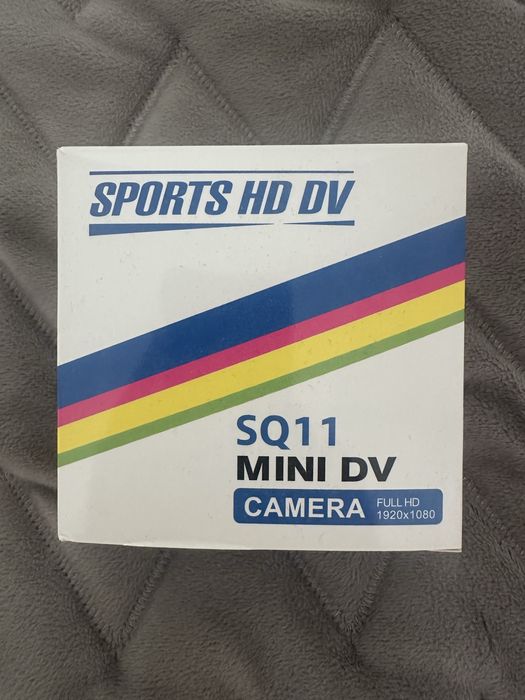 SPORTS HD DV
SQ11
MINI DV
CAMERA
FULL HD
1920x1080